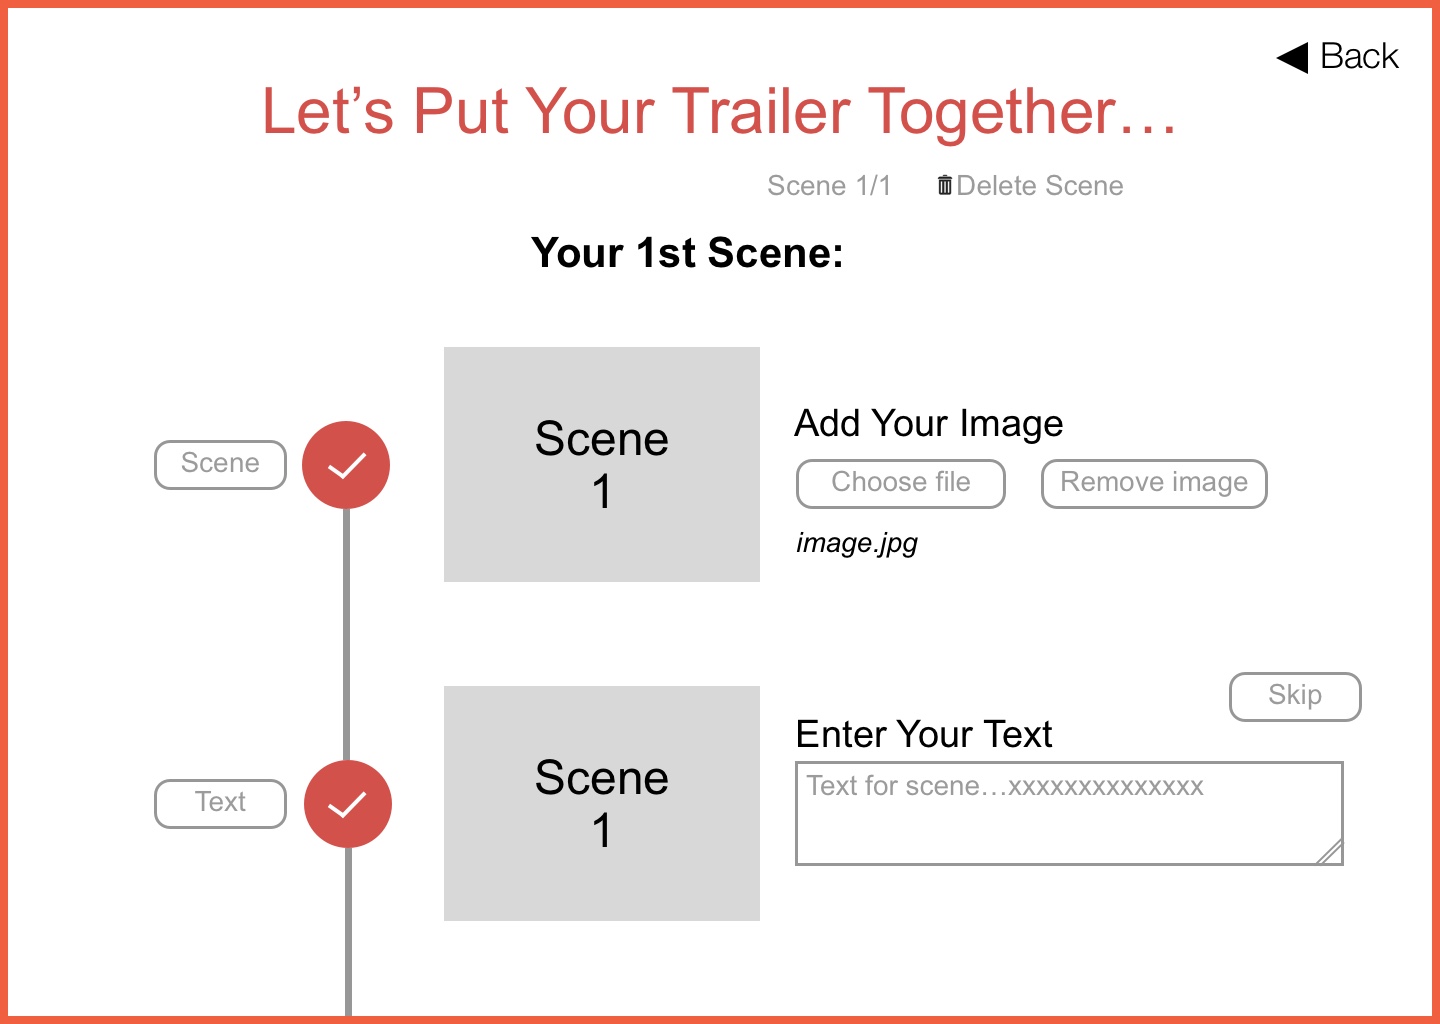 Back
Let’s Put Your Trailer Together…
Scene 1/1 Delete Scene
Your 1st Scene:
Scene
Scene
1
Add Your Image
Choose file Remove image
image.jpg
Skip
Text
Scene
1
Enter Your Text
Text for scene…xxxxxxxxxxxxxx